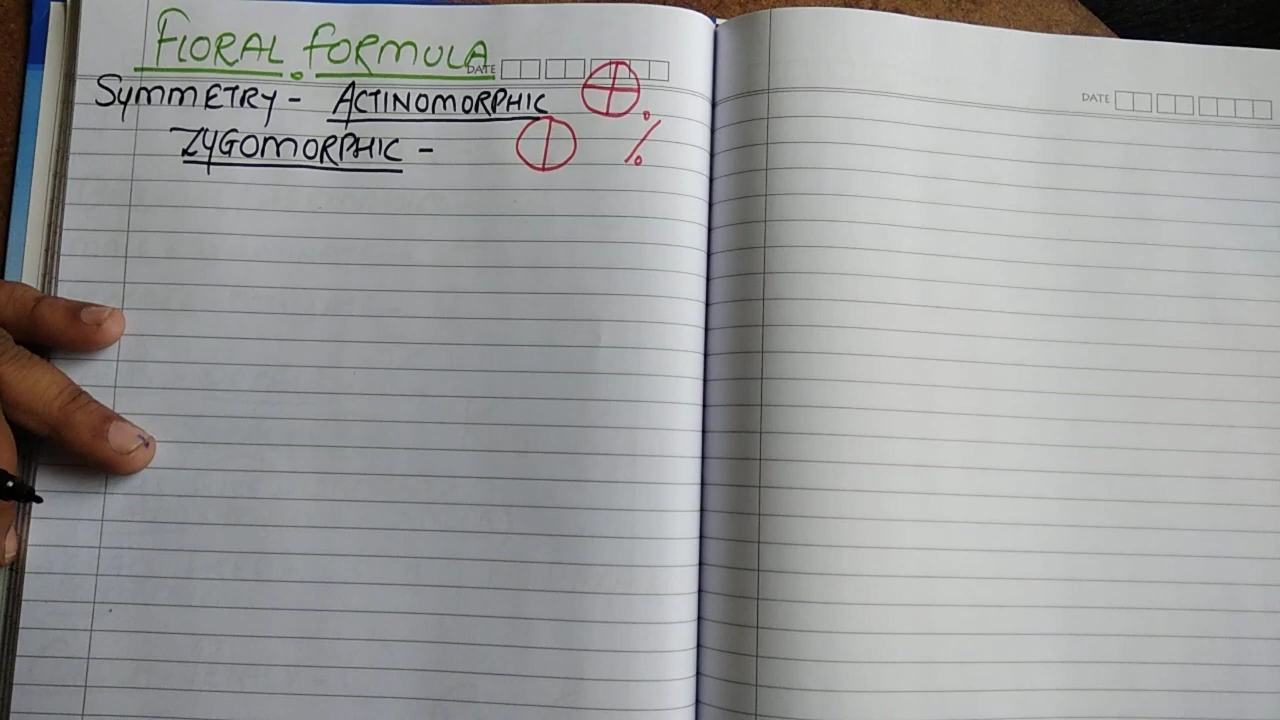 FLORAL FORMULA
DATE
SYMMETRY - ACTINOMORPHIC ⊕.
ZYGOMORPHIC - ⦶ %
DATE